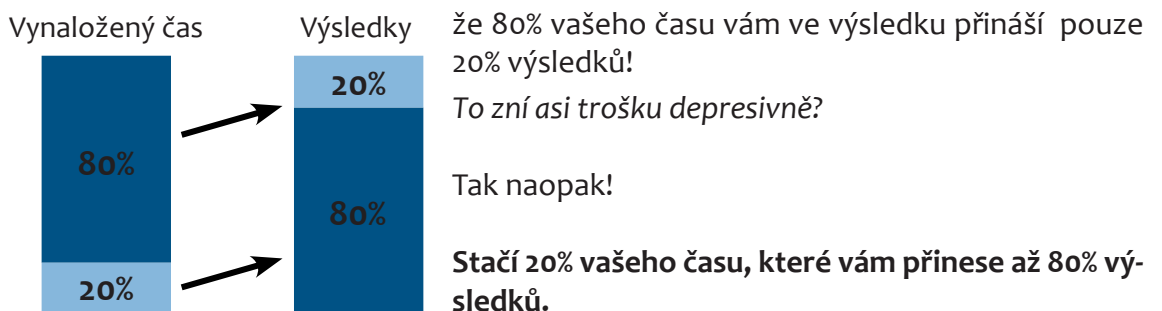 Vynaložený čas
Výsledky
20%
80%
80%
20%
že 80% vašeho času vám ve výsledku přináší pouze
20% výsledků!
To zní asi trošku depresivně?
Tak naopak!
Stačí 20% vašeho času, které vám přinese až 80% vý-
sledků.